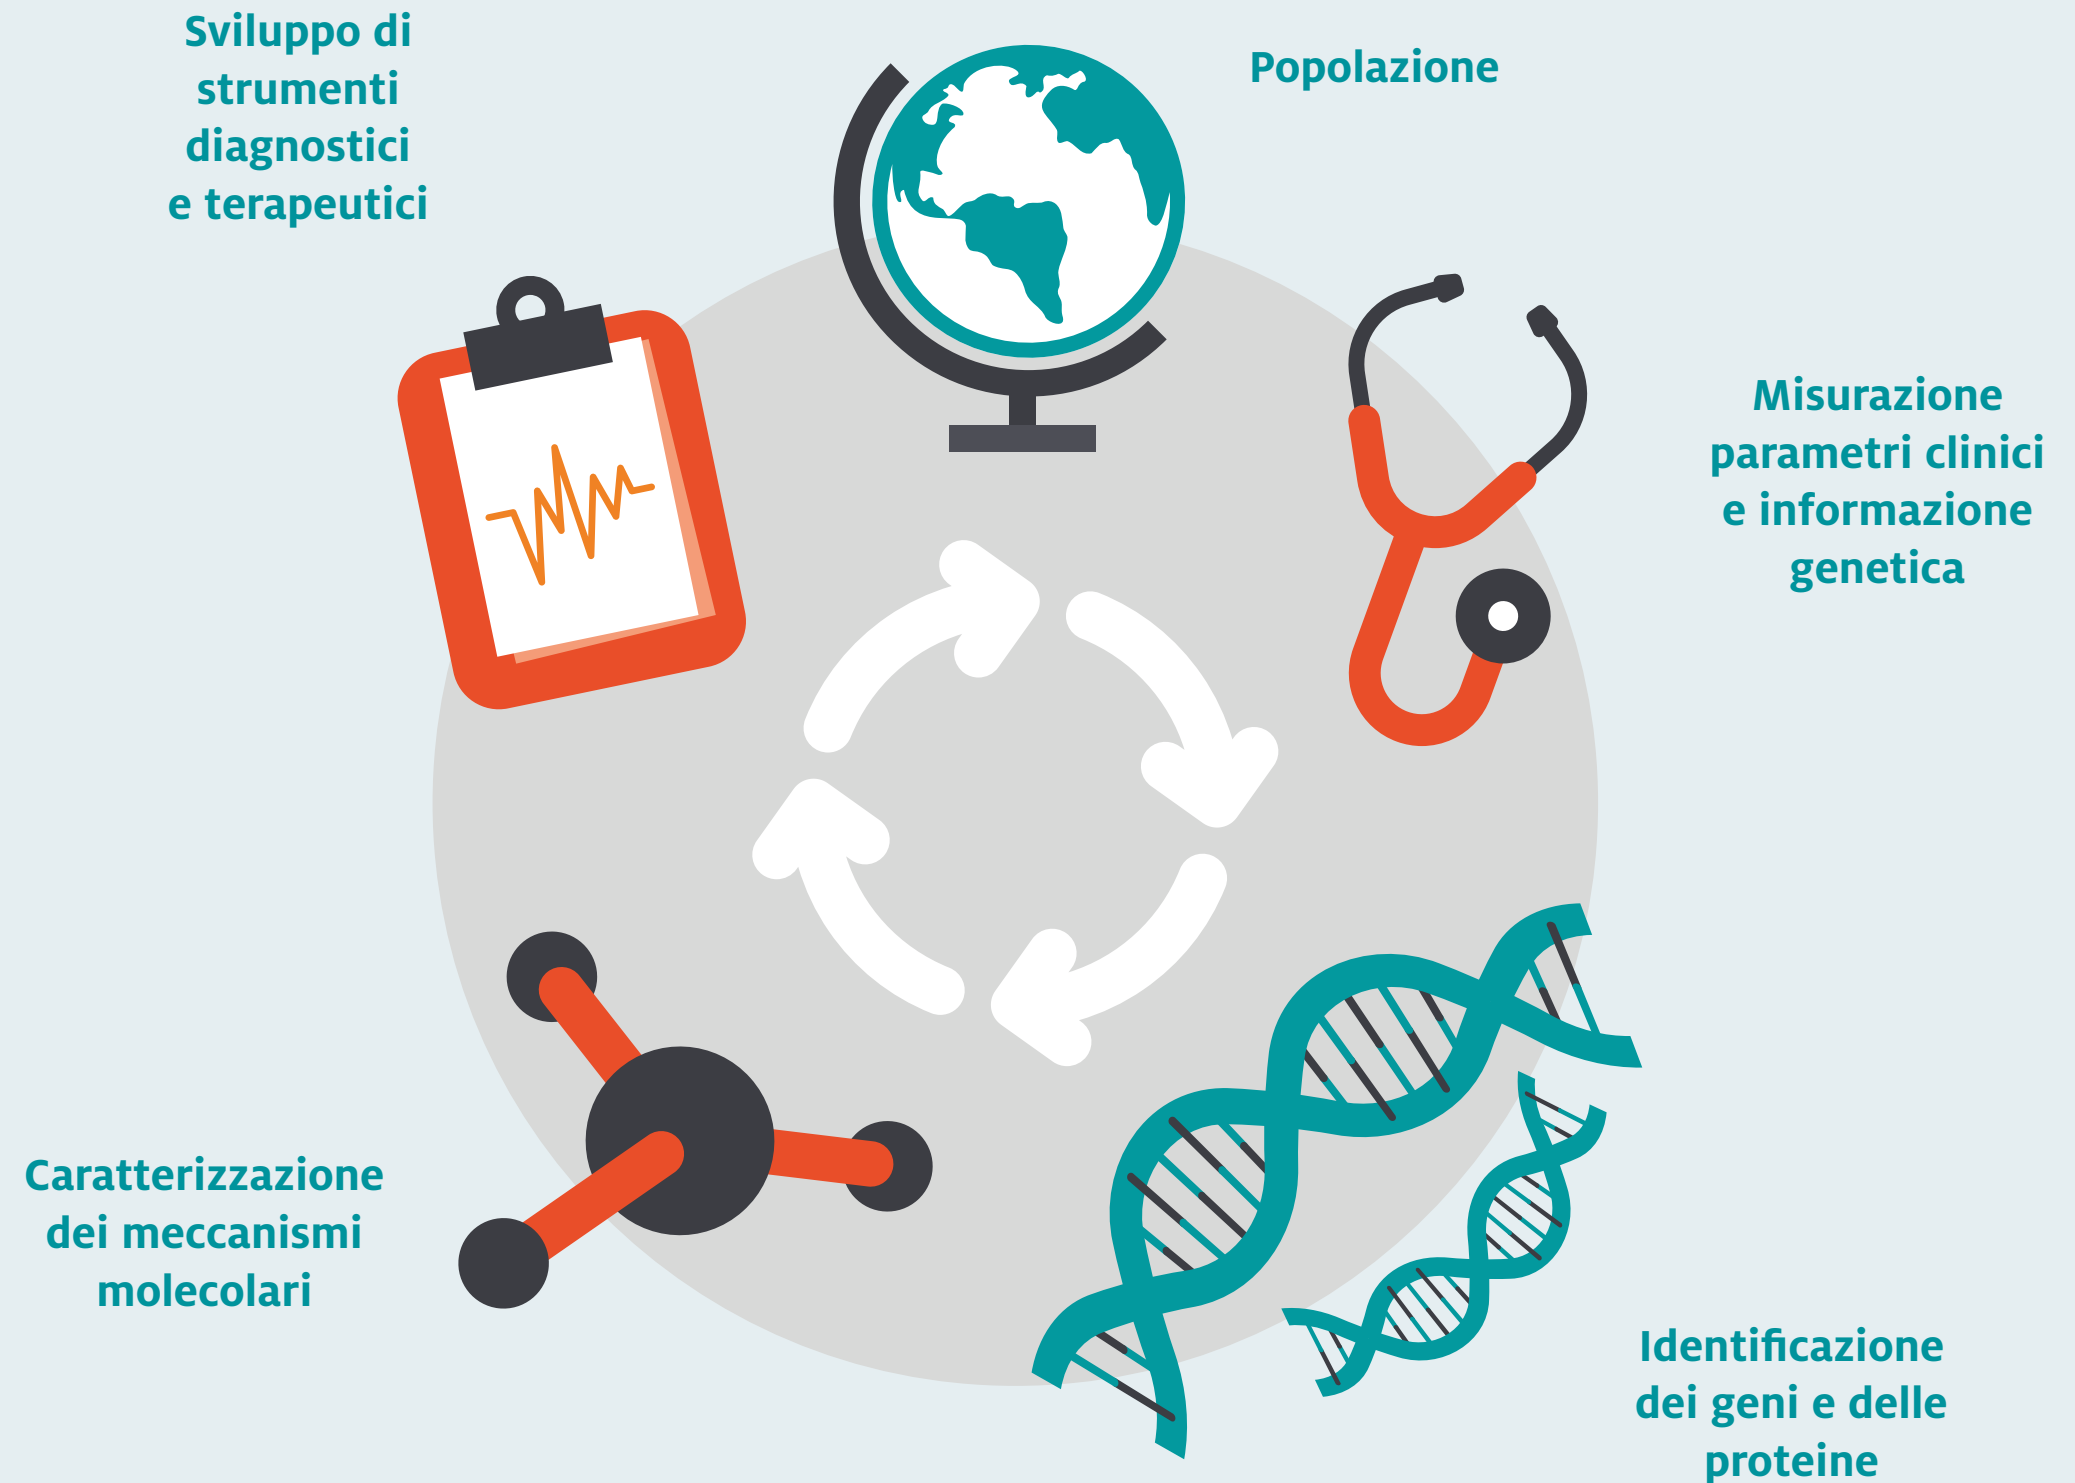 Sviluppo di
strumenti
diagnostici
e terapeutici
Popolazione
Misurazione
parametri clinici
e informazione
genetica
Caratterizzazione
dei meccanismi
molecolari
Identificazione
dei geni e delle
proteine